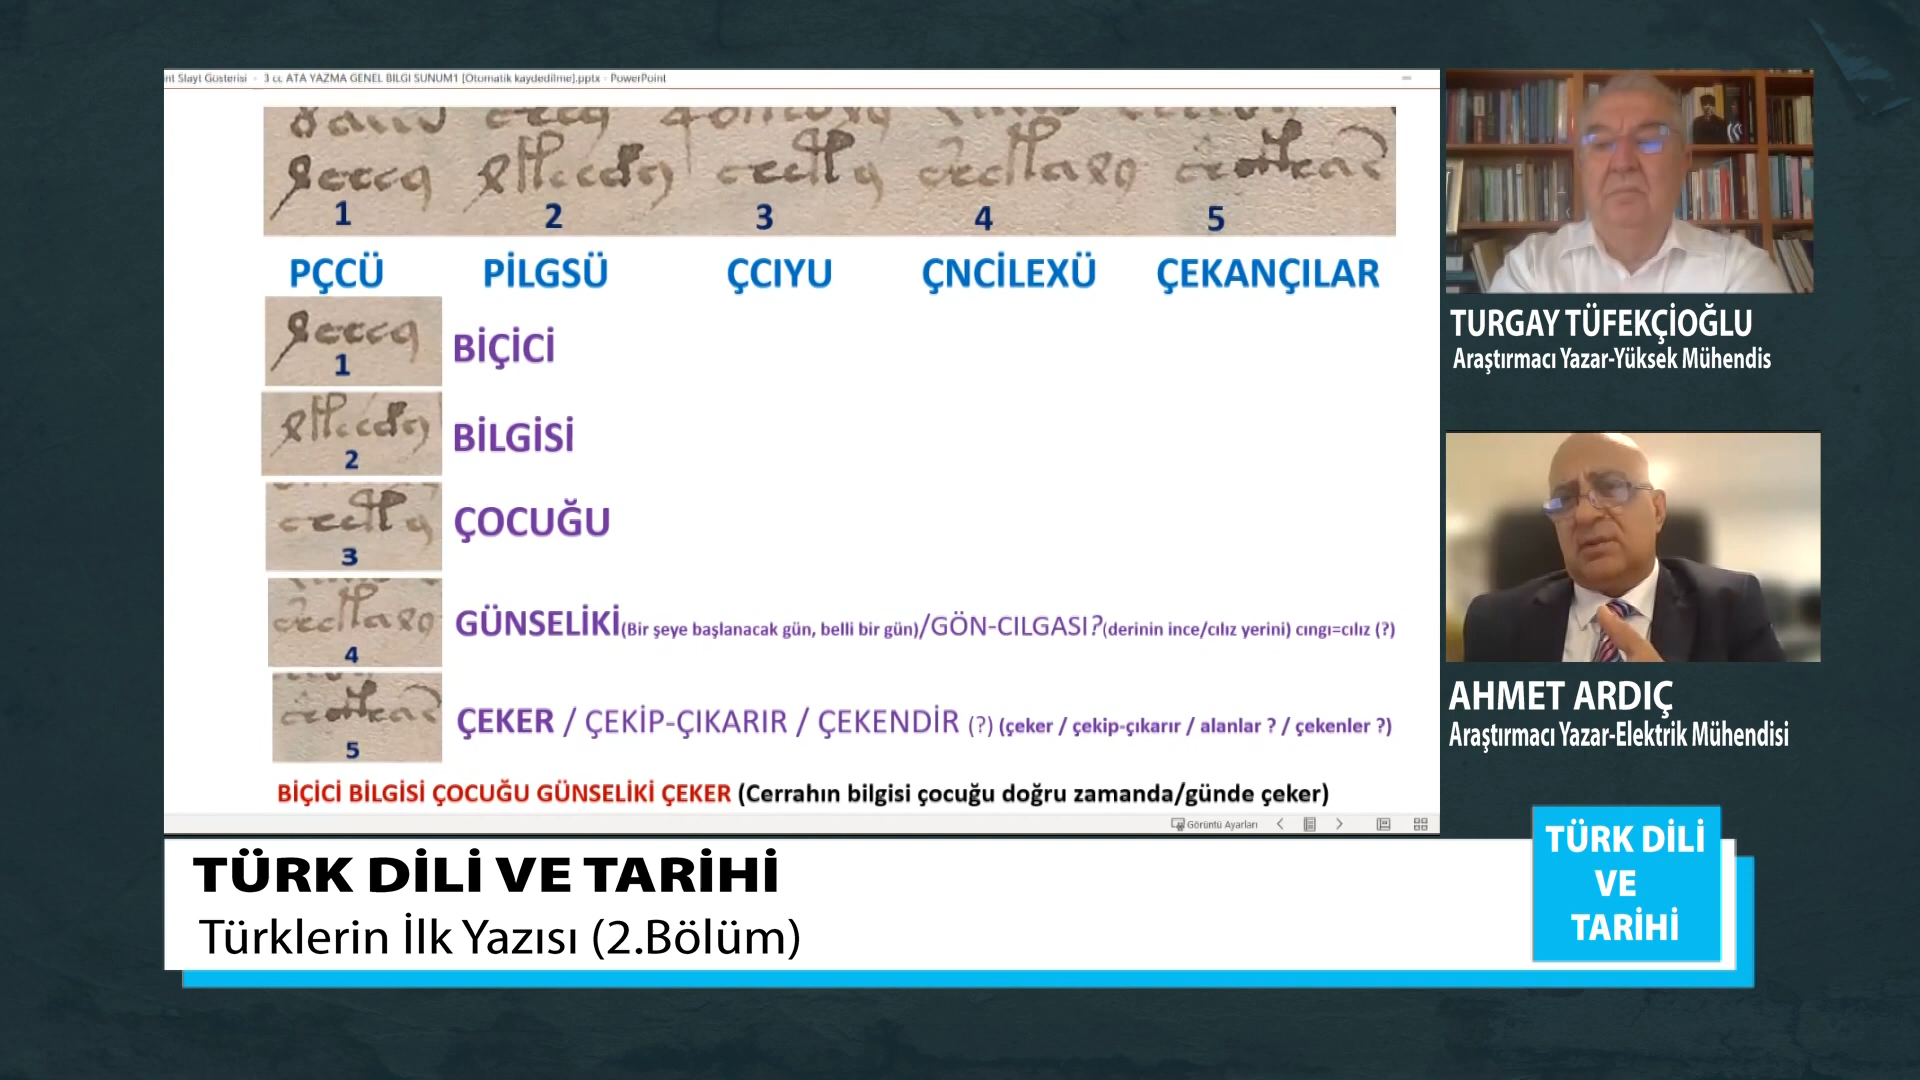 nt Slayt Gösterisi - 3 cc ATA YAZMA GENEL BILGI SUNUM1 [Otomatik kaydedilme].pptx - PowerPoint
1 2 3 4 5
PÇCÜ PİLGSÜ ÇCIYU ÇNCİLEXÜ ÇEKANÇILAR
1 BİÇİCİ
2 BİLGİSİ
3 ÇOCUĞU
4 GÜNSELİKİ(Bir şeye başlanacak gün, belli bir gün)/GÖN-CILGASI?(derinin ince/cılız yerini) cıngı=cılız (?)
5 ÇEKER / ÇEKİP-ÇIKARIR / ÇEKENDİR (?) (çeker / çekip-çıkarır / alanlar ? / çekenler ?)
BİÇİCİ BİLGİSİ ÇOCUĞU GÜNSELİKİ ÇEKER (Cerrahın bilgisi çocuğu doğru zamanda/günde çeker)
Görüntü Ayarları
TURGAY TÜFEKÇİOĞLU
Araştırmacı Yazar-Yüksek Mühendis
AHMET ARDIÇ
Araştırmacı Yazar-Elektrik Mühendisi
TÜRK DİLİ VE TARİHİ
Türklerin İlk Yazısı (2.Bölüm)
TÜRK DİLİ
VE
TARİHİ